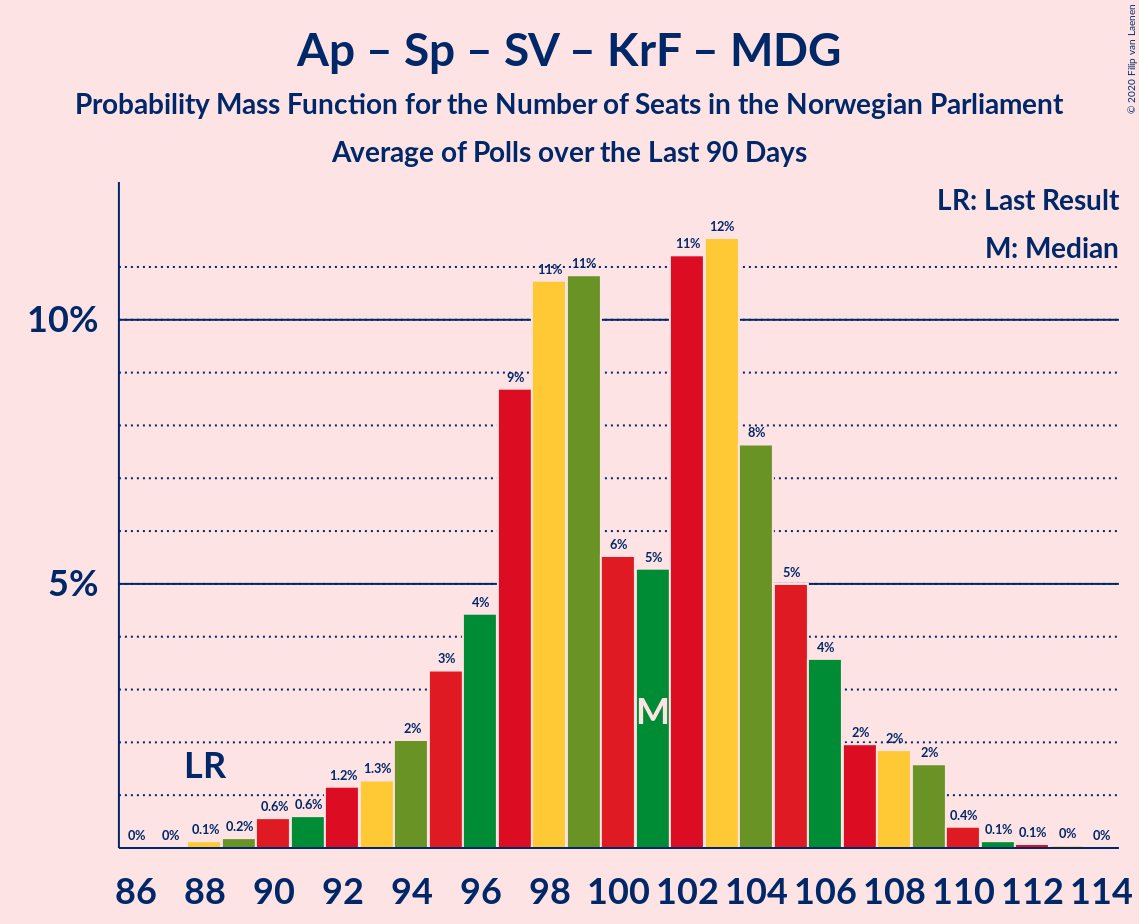 © 2020 Filip van Laenen
Ap – Sp – SV – KrF – MDG
Probability Mass Function for the Number of Seats in the Norwegian Parliament
Average of Polls over the Last 90 Days
LR: Last Result
M: Median
10%
5%
0% 0% 0.1% 0.2% 0.6% 0.6% 1.2% 1.3% 2% 3% 4% 9% 11% 11% 6% 5% 11% 12% 8% 5% 4% 2% 2% 2% 0.4% 0.1% 0.1% 0% 0%
LR
M
86 88 90 92 94 96 98 100 102 104 106 108 110 112 114